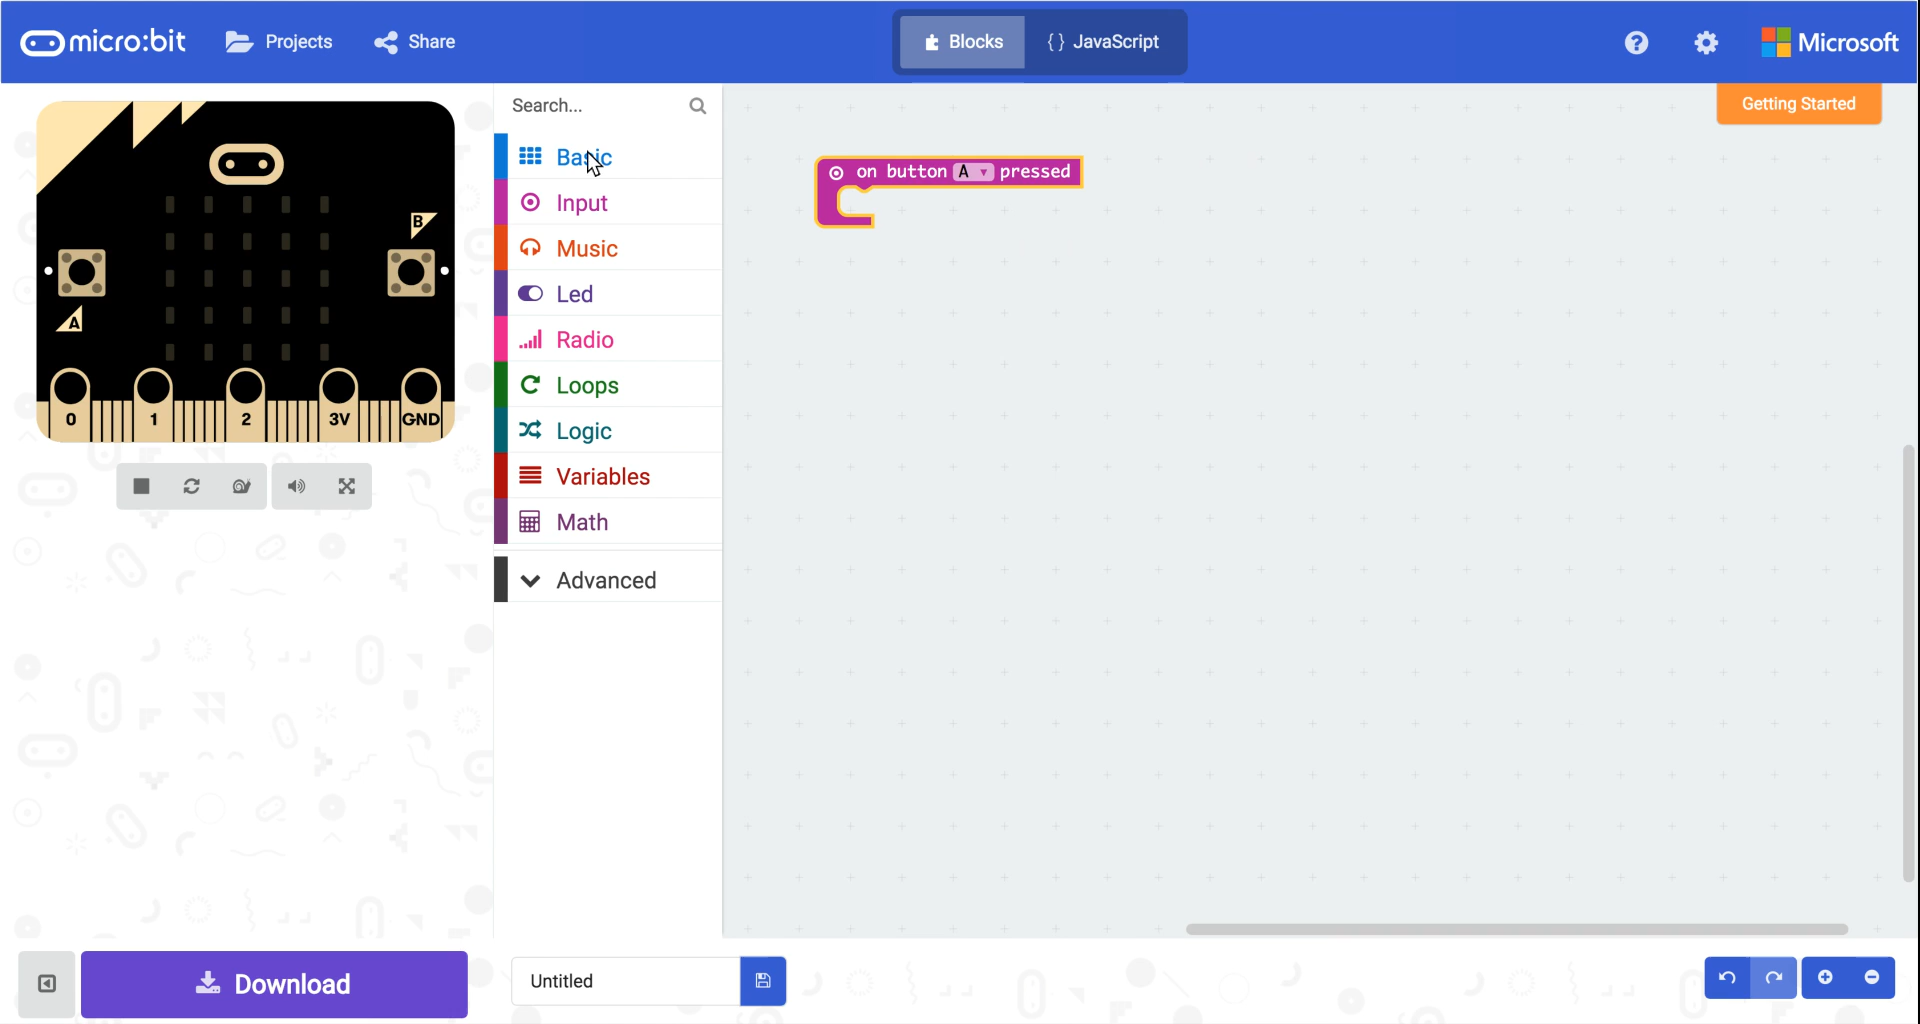 micro:bit
Projects
Share
Blocks
{} JavaScript
?
Microsoft
Getting Started
Search...
Basic
Input
Music
Led
Radio
Loops
Logic
Variables
Math
Advanced
on button A pressed
B
A
0 1 2 3V GND
Download
Untitled